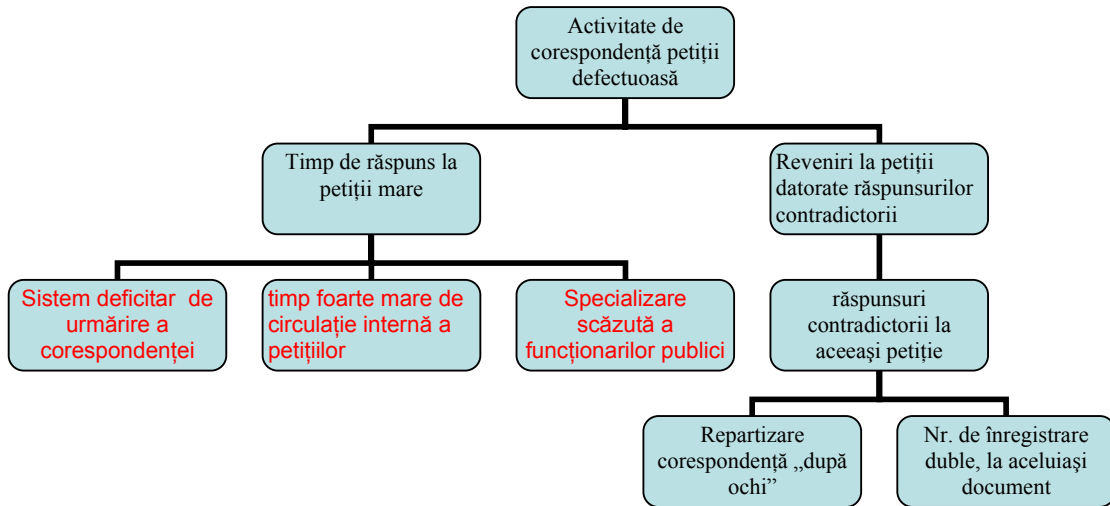 Activitate de
corespondență petiții
defectuoasă
Timp de răspuns la
petiții mare
Reveniri la petiții
datorate răspunsurilor
contradictorii
Sistem deficitar de
urmărire a
corespondenței
timp foarte mare de
circulație internă a
petițiilor
Specializare
scăzută a
funcționarilor publici
răspunsuri
contradictorii la
aceeaşi petiție
Repartizare
corespondență „după
ochi”
Nr. de înregistrare
duble, la aceluiaşi
document